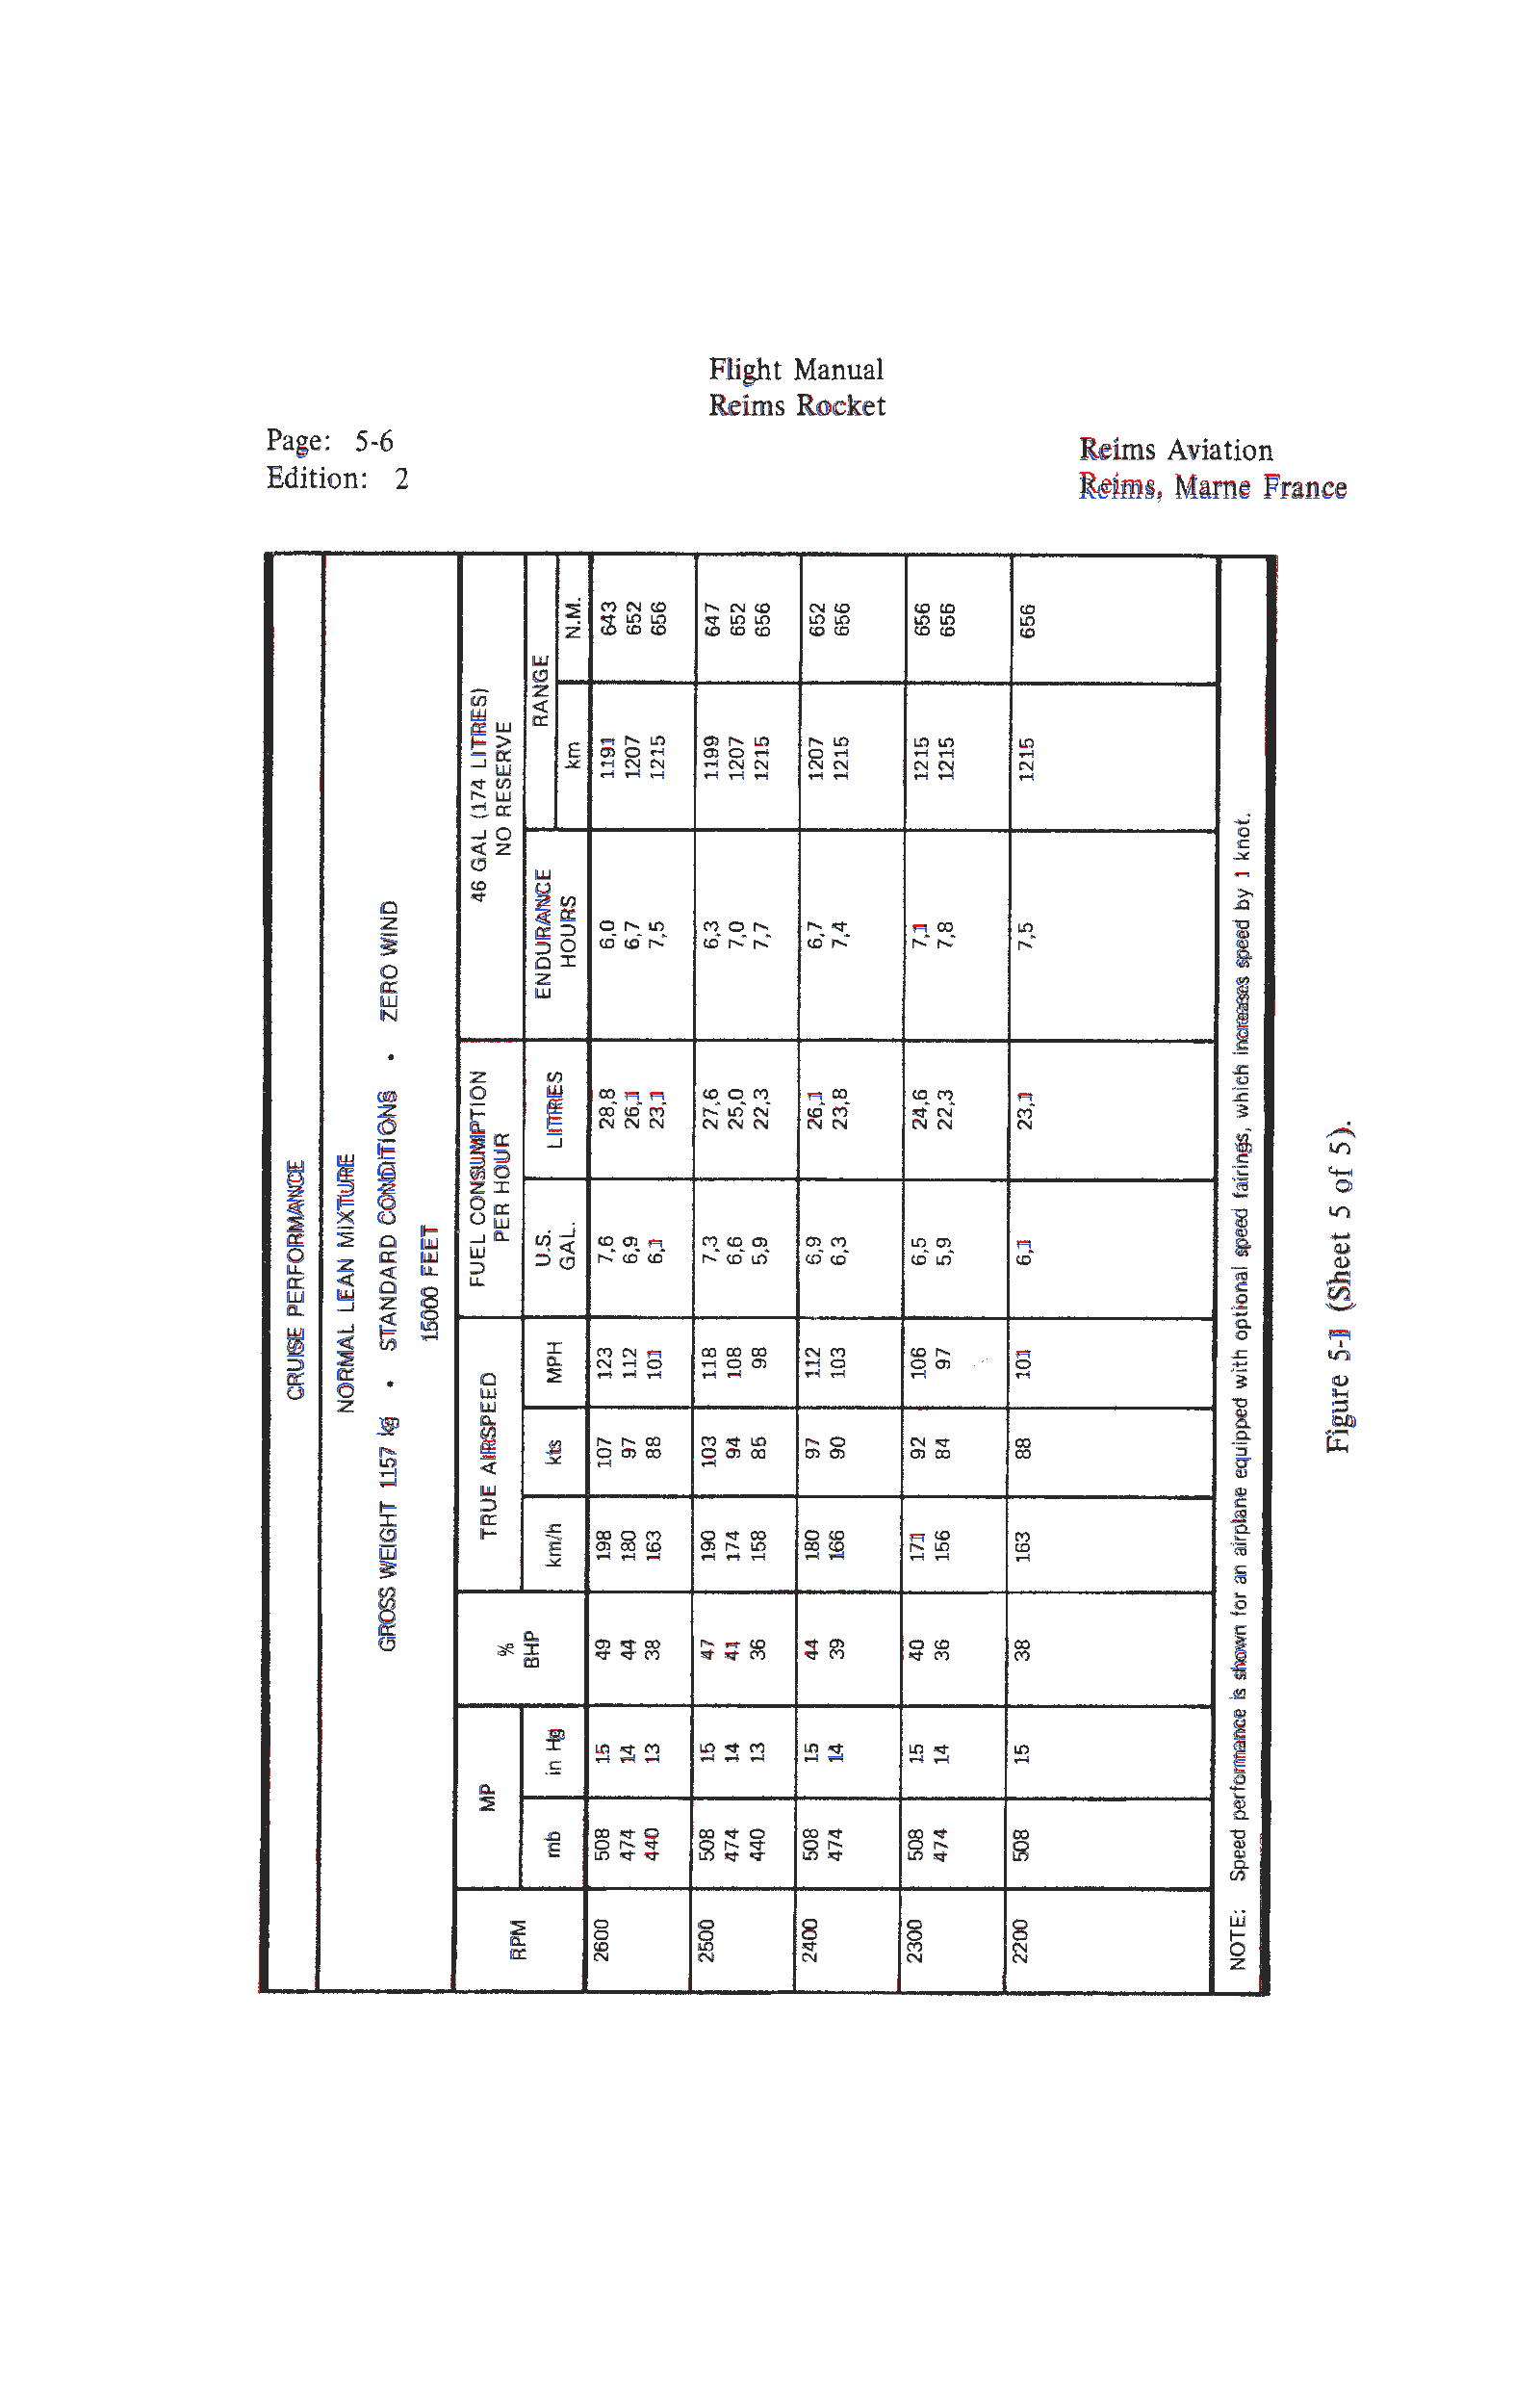 Flight Manual
Reims Rocket
Page: 5-6
Edition: 2
Reims Aviation
Reims, Marne France
CRUISE PERFORMANCE
NORMAL LEAN MIXTURE
GROSS WEIGHT 1157 kg • STANDARD CONDITIONS • ZERO WIND
15000 FEET
RPM MP % BHP TRUE AIRSPEED FUEL CONSUMPTION PER HOUR 46 GAL (174 LITRES) NO RESERVE
mb in Hg km/h kts MPH U.S. GAL. LITRES ENDURANCE HOURS RANGE
km N.M.
2600 508 15 49 198 107 123 7,6 28,8 6,0 1191 643
474 14 44 180 97 112 6,9 26,1 6,7 1207 652
440 13 38 163 88 101 6,1 23,1 7,5 1215 656
2500 508 15 47 190 103 118 7,3 27,6 6,3 1199 647
474 14 41 174 94 108 6,6 25,0 7,0 1207 652
440 13 36 158 85 98 5,9 22,3 7,7 1215 656
2400 508 15 44 180 97 112 6,9 26,1 6,7 1207 652
474 14 39 166 90 103 6,3 23,8 7,4 1215 656
2300 508 15 40 171 92 106 6,5 24,6 7,1 1215 656
474 14 36 156 84 97 5,9 22,3 7,8 1215 656
2200 508 15 38 163 88 101 6,1 23,1 7,5 1215 656
NOTE: Speed performance is shown for an airplane equipped with optional speed fairings, which increases speed by 1 knot.
Figure 5-1 (Sheet 5 of 5).